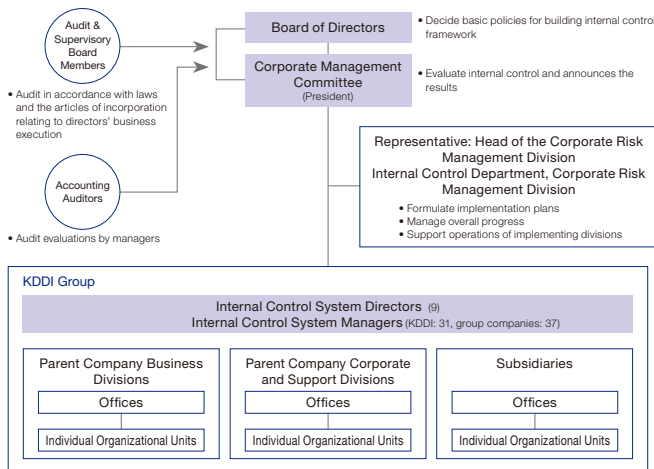 Audit &
Supervisory
Board
Members
• Audit in accordance with laws
and the articles of incorporation
relating to directors' business
execution
Accounting
Auditors
• Audit evaluations by managers
Board of Directors
• Decide basic policies for building internal control
framework
Corporate Management
Committee
(President)
• Evaluate internal control and announces the
results
Representative: Head of the Corporate Risk
Management Division
Internal Control Department, Corporate Risk
Management Division
• Formulate implementation plans
• Manage overall progress
• Support operations of implementing divisions
KDDI Group
Internal Control System Directors (9)
Internal Control System Managers (KDDI: 31, group companies: 37)
Parent Company Business
Divisions
Offices
Individual Organizational Units
Parent Company Corporate
and Support Divisions
Offices
Individual Organizational Units
Subsidiaries
Offices
Individual Organizational Units